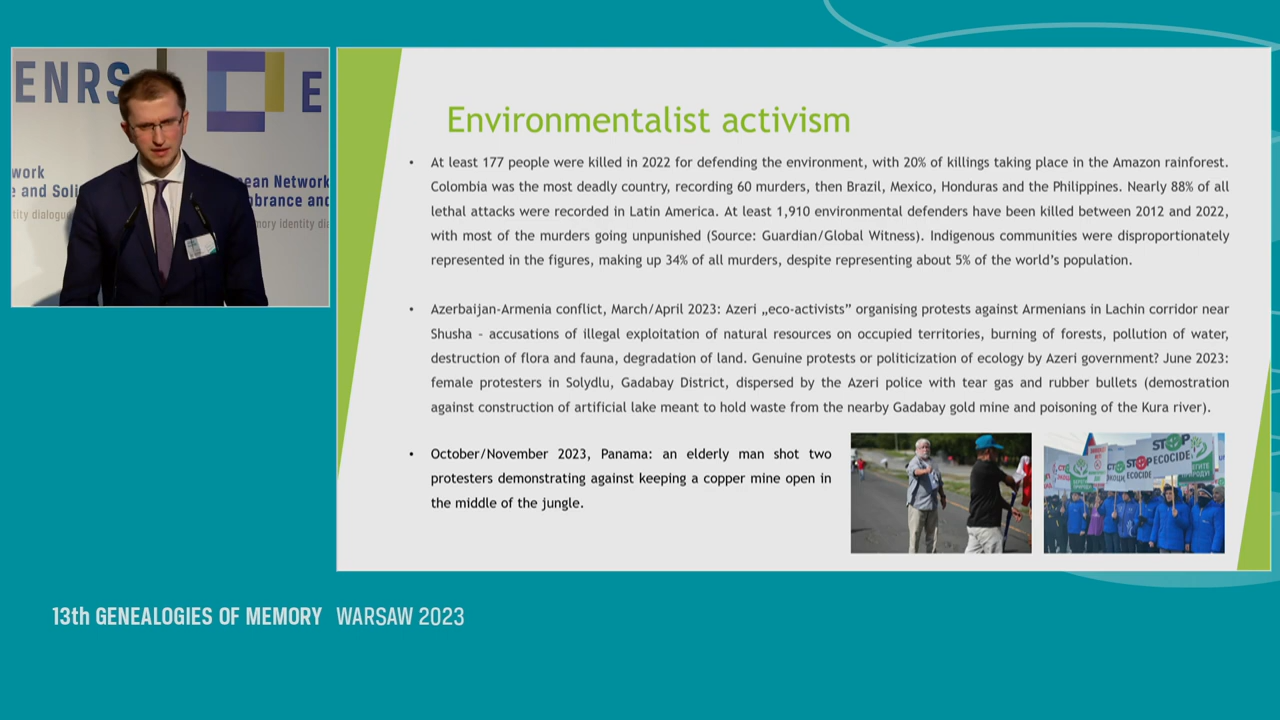 ENRS
E
work
e and Soli
tity dialogu
ean Network
brance and
mory identity dia
Environmentalist activism
• At least 177 people were killed in 2022 for defending the environment, with 20% of killings taking place in the Amazon rainforest.
Colombia was the most deadly country, recording 60 murders, then Brazil, Mexico, Honduras and the Philippines. Nearly 88% of all
lethal attacks were recorded in Latin America. At least 1,910 environmental defenders have been killed between 2012 and 2022,
with most of the murders going unpunished (Source: Guardian/Global Witness). Indigenous communities were disproportionately
represented in the figures, making up 34% of all murders, despite representing about 5% of the world’s population.
• Azerbaijan-Armenia conflict, March/April 2023: Azeri „eco-activists” organising protests against Armenians in Lachin corridor near
Shusha – accusations of illegal exploitation of natural resources on occupied territories, burning of forests, pollution of water,
destruction of flora and fauna, degradation of land. Genuine protests or politicization of ecology by Azeri government? June 2023:
female protesters in Solydlu, Gadabay District, dispersed by the Azeri police with tear gas and rubber bullets (demostration
against construction of artificial lake meant to hold waste from the nearby Gadabay gold mine and poisoning of the Kura river).
• October/November 2023, Panama: an elderly man shot two
protesters demonstrating against keeping a copper mine open in
the middle of the jungle.
STOP
ECOCIDE
STOP
ECOCIDE
13th GENEALOGIES OF MEMORY WARSAW 2023